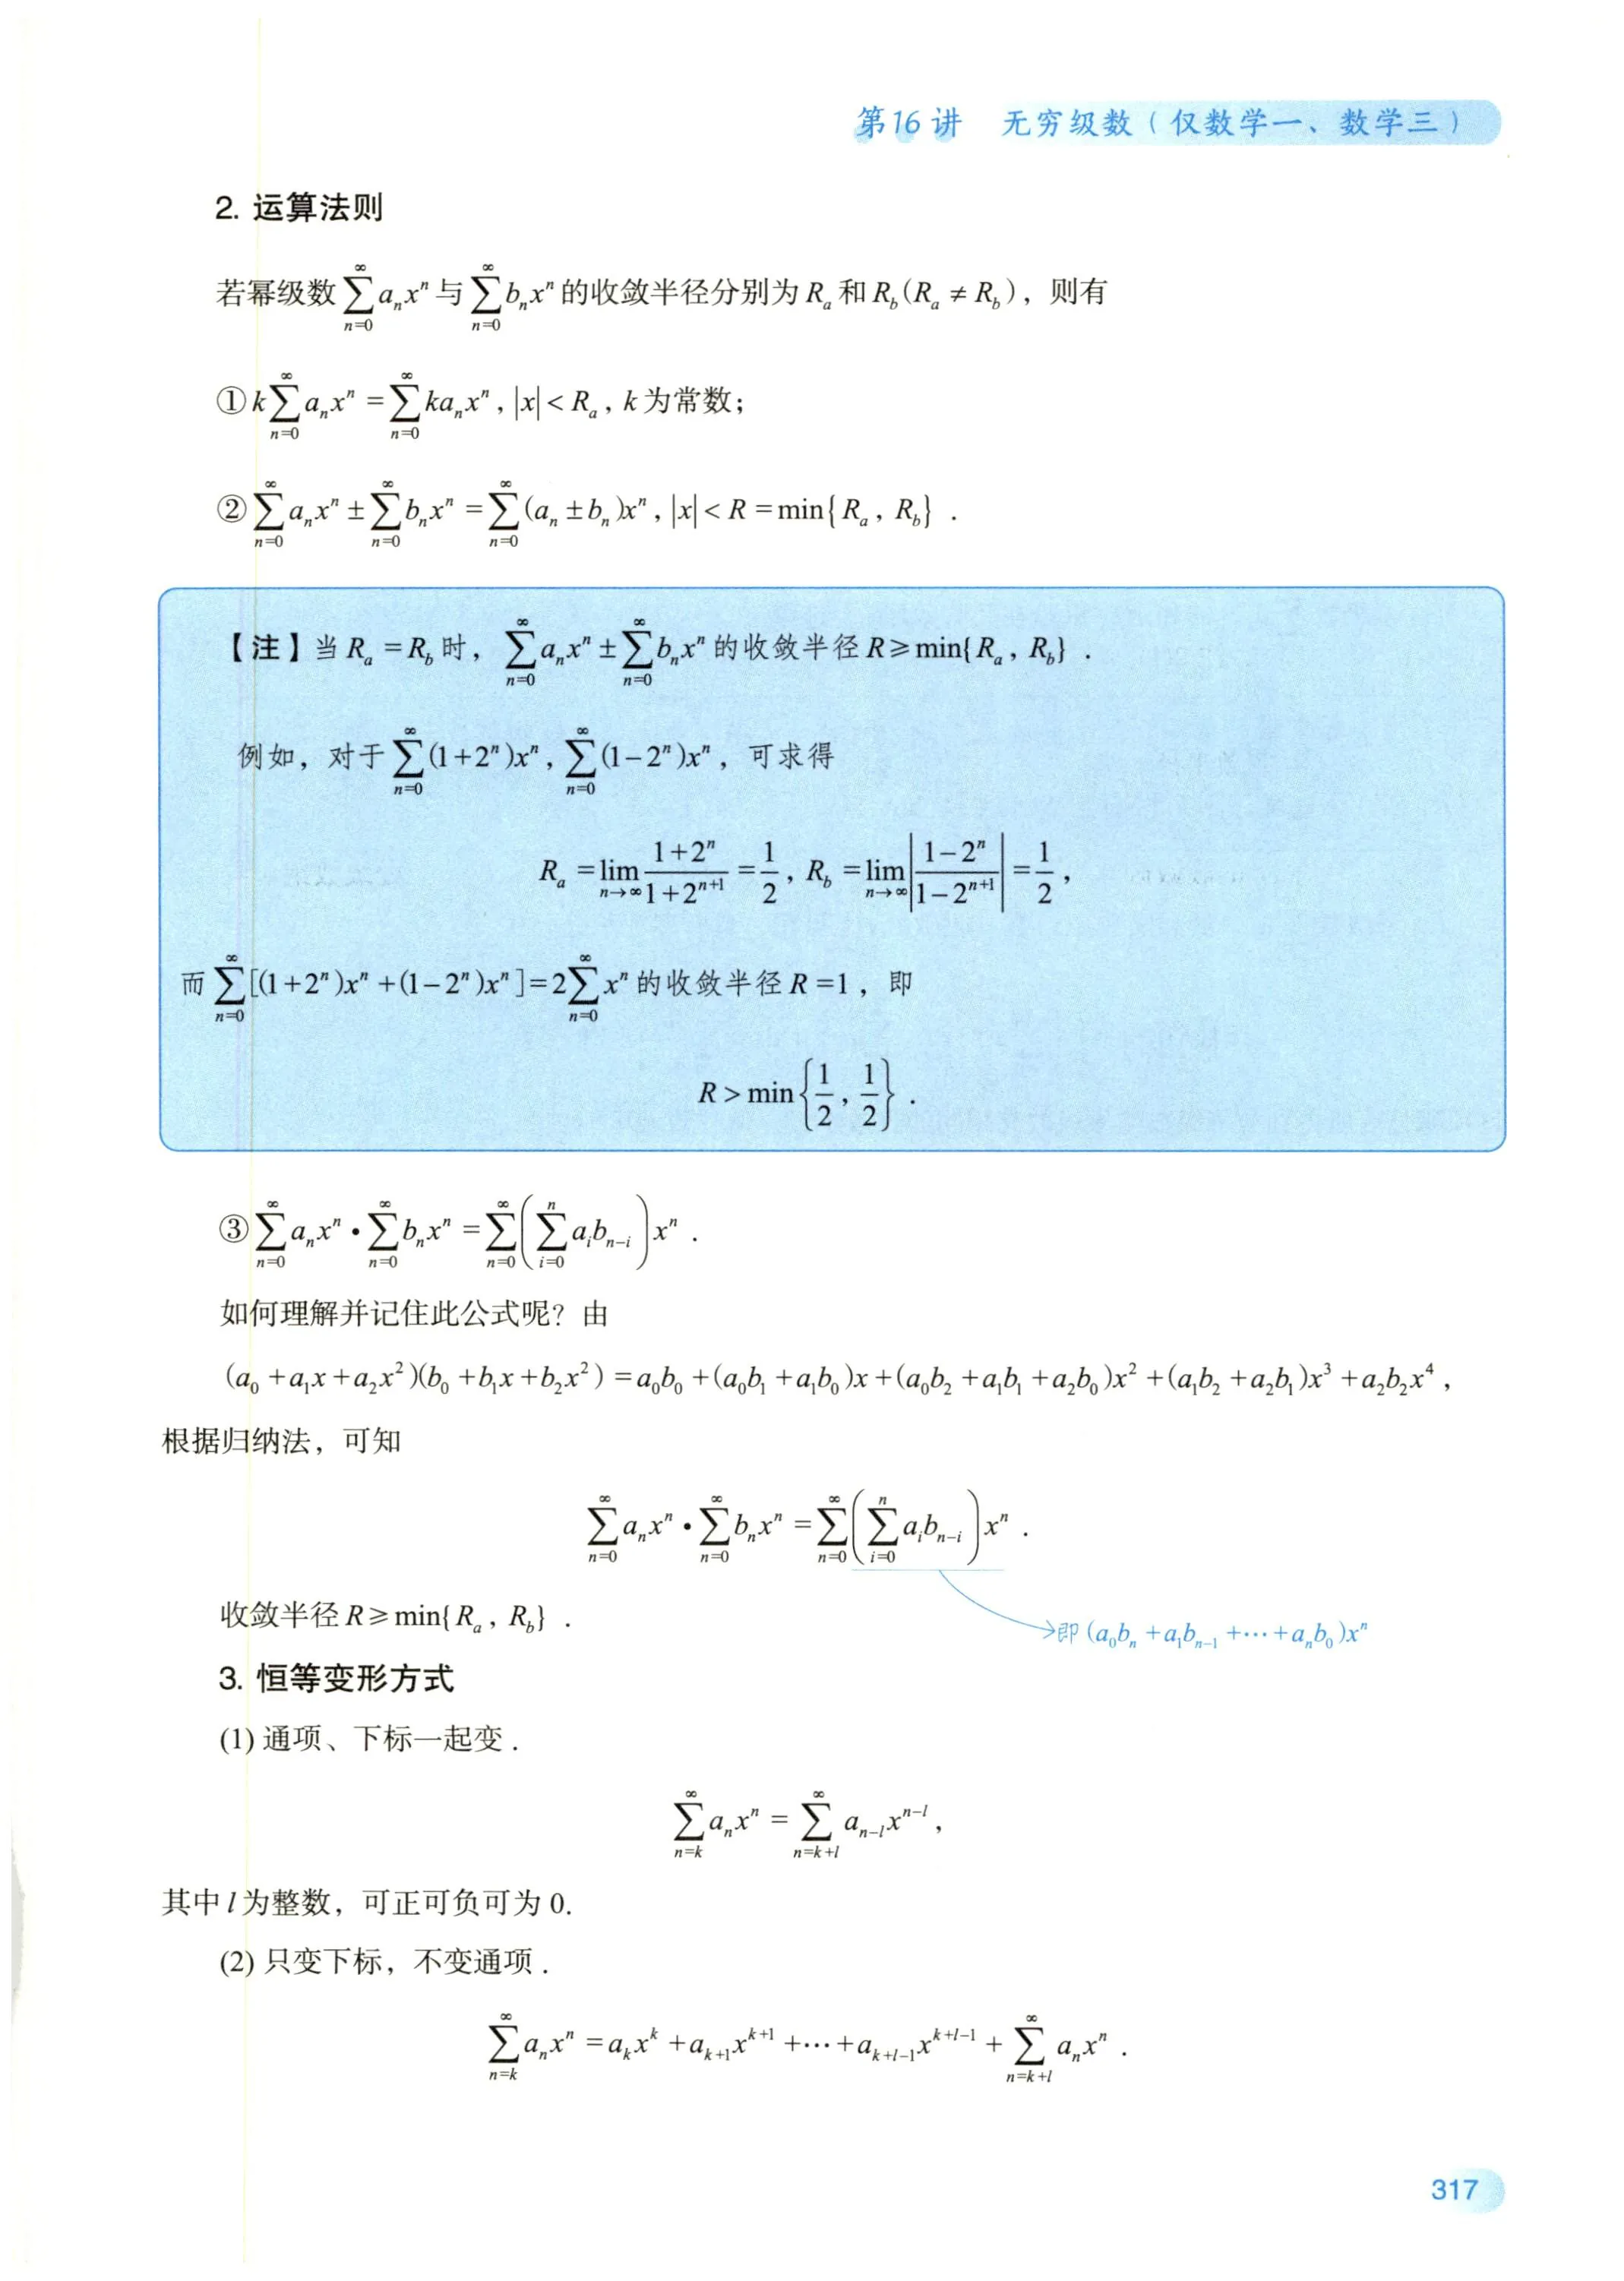 第16讲 无穷级数（仅数学一、数学三）
2. 运算法则
若幂级数 $\sum_{n=0}^{\infty} a_n x^n$ 与 $\sum_{n=0}^{\infty} b_n x^n$ 的收敛半径分别为 $R_a$ 和 $R_b (R_a \neq R_b)$，则有
① $k\sum_{n=0}^{\infty} a_n x^n = \sum_{n=0}^{\infty} k a_n x^n, |x| < R_a$，$k$ 为常数；
② $\sum_{n=0}^{\infty} a_n x^n \pm \sum_{n=0}^{\infty} b_n x^n = \sum_{n=0}^{\infty} (a_n \pm b_n) x^n, |x| < R = \min\{R_a, R_b\}$．
【注】当 $R_a = R_b$ 时，$\sum_{n=0}^{\infty} a_n x^n \pm \sum_{n=0}^{\infty} b_n x^n$ 的收敛半径 $R \geqslant \min\{R_a, R_b\}$．
例如，对于 $\sum_{n=0}^{\infty} (1+2^n) x^n, \sum_{n=0}^{\infty} (1-2^n) x^n$，可求得
$R_a = \lim_{n\to\infty} \frac{1+2^n}{1+2^{n+1}} = \frac{1}{2}, R_b = \lim_{n\to\infty} \left|\frac{1-2^n}{1-2^{n+1}}\right| = \frac{1}{2}$，
而 $\sum_{n=0}^{\infty} [(1+2^n)x^n + (1-2^n)x^n] = 2\sum_{n=0}^{\infty} x^n$ 的收敛半径 $R=1$，即
$R > \min\left\{\frac{1}{2}, \frac{1}{2}\right\}$．
③ $\sum_{n=0}^{\infty} a_n x^n \cdot \sum_{n=0}^{\infty} b_n x^n = \sum_{n=0}^{\infty} \left(\sum_{i=0}^{n} a_i b_{n-i}\right) x^n$．
如何理解并记住此公式呢？由
$(a_0 + a_1 x + a_2 x^2)(b_0 + b_1 x + b_2 x^2) = a_0 b_0 + (a_0 b_1 + a_1 b_0) x + (a_0 b_2 + a_1 b_1 + a_2 b_0) x^2 + (a_1 b_2 + a_2 b_1) x^3 + a_2 b_2 x^4$，
根据归纳法，可知
$\sum_{n=0}^{\infty} a_n x^n \cdot \sum_{n=0}^{\infty} b_n x^n = \sum_{n=0}^{\infty} \left(\sum_{i=0}^{n} a_i b_{n-i}\right) x^n$．
收敛半径 $R \geqslant \min\{R_a, R_b\}$．
即 $(a_0 b_n + a_1 b_{n-1} + \cdots + a_n b_0) x^n$
3. 恒等变形方式
(1) 通项、下标一起变．
$\sum_{n=k}^{\infty} a_n x^n = \sum_{n=k+l}^{\infty} a_{n-l} x^{n-l}$，
其中 $l$ 为整数，可正可负可为 0.
(2) 只变下标，不变通项．
$\sum_{n=k}^{\infty} a_n x^n = a_k x^k + a_{k+1} x^{k+1} + \cdots + a_{k+l-1} x^{k+l-1} + \sum_{n=k+l}^{\infty} a_n x^n$．
317